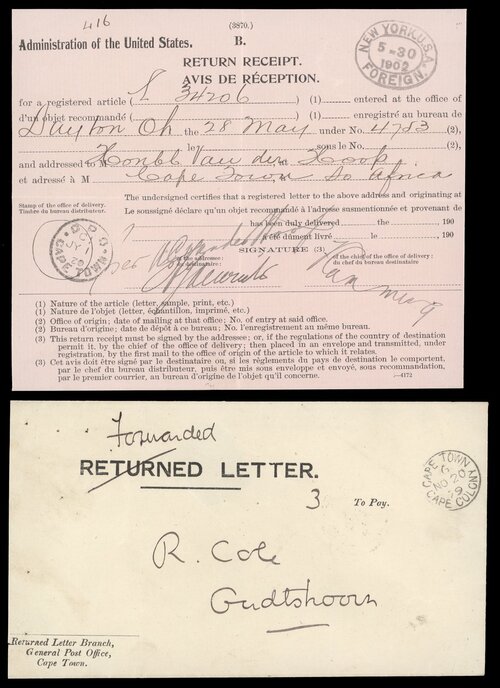 416
(3870.)
Administration of the United States. B.
RETURN RECEIPT.
AVIS DE RÉCEPTION.
NEW YORK, U.S.A.
5-30
1902
FOREIGN.
for a registered article ( 34206 ) (1) entered at the office of
d'un objet recommandé ( ) (1) enregistré au bureau de
Dayton Oh the 28 May under No. 4783 (2),
le sous le No. (2),
and addressed to M Honbl Van der Hoop
et adressé à M Cape Town So Africa
Stamp of the office of delivery.
Timbre du bureau distributeur.
The undersigned certifies that a registered letter to the above address and originating at
Le soussigné déclare qu'un objet recommandé à l'adresse susmentionée et provenant de
has been duly delivered the 190
a été dument livré le 190
G.P.O.
CAPE TOWN
SIGNATURE (3)
of the addressee:
du destinataire:
of the chief of the office of delivery:
du chef du bureau destinataire
per
(1) Nature of the article (letter, sample, print, etc.)
(1) Nature de l'objet (lettre, échantillon, imprimé, etc.)
(2) Office of origin; date of mailing at that office; No. of entry at said office.
(2) Bureau d'origine; date de dépôt à ce bureau; No. l'enregistrement an même bureau.
(3) This return receipt must be signed by the addressee; or, if the regulations of the country of destination
permit it, by the chief of the office of delivery; then placed in an envelope and transmitted, under
registration, by the first mail to the office of origin of the article to which it relates.
(3) Cet avis doit être signé par le destinataire on, si les règlements du pays de destination le comportent,
par le chef du bureau distributeur, puis être mis sous enveloppe et envoyé, sous recommandation,
par le premier courrier, au bureau d'origine de l'objet qu'il concerne.
5—4172
Forwarded
RETURNED LETTER.
3 To Pay.
CAPE TOWN
NO 20
CAPE COLONY
R. Cole
Oudtshoorn
Returned Letter Branch,
General Post Office,
Cape Town.